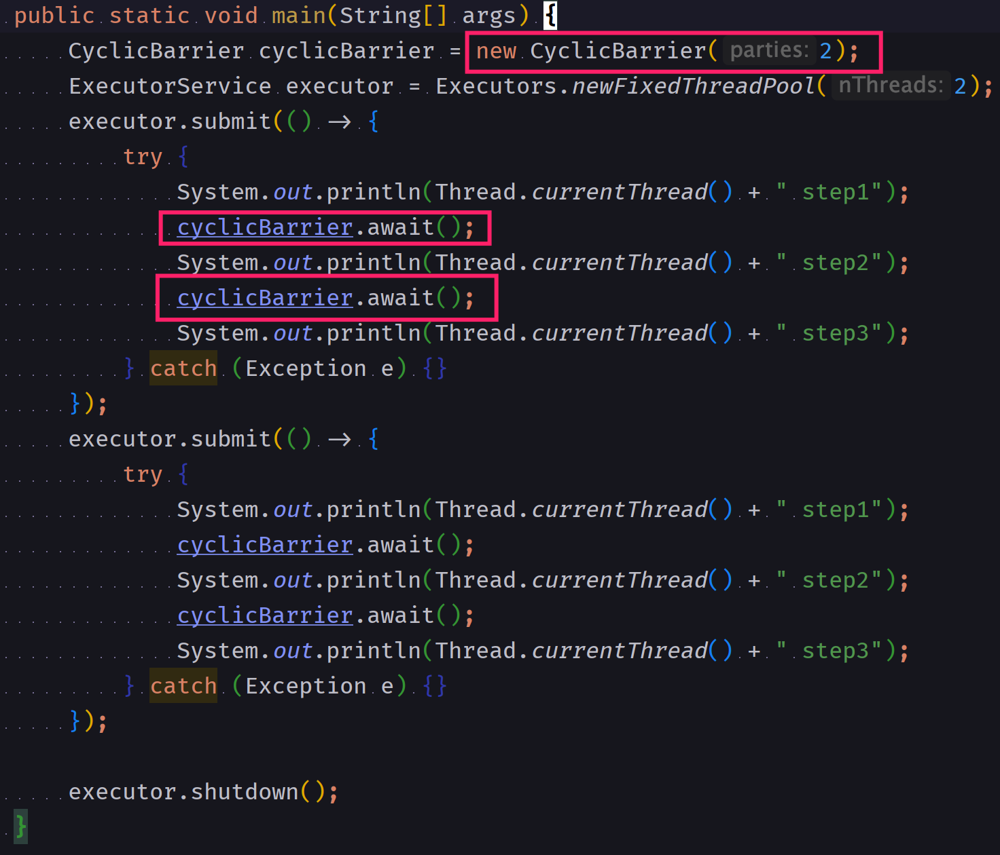 public static void main(String[] args) {
CyclicBarrier cyclicBarrier = new CyclicBarrier( parties: 2);
ExecutorService executor = Executors.newFixedThreadPool( nThreads: 2);
executor.submit(() → {
try {
System.out.println(Thread.currentThread() + " step1");
cyclicBarrier.await();
System.out.println(Thread.currentThread() + " step2");
cyclicBarrier.await();
System.out.println(Thread.currentThread() + " step3");
} catch (Exception e) {}
});
executor.submit(() → {
try {
System.out.println(Thread.currentThread() + " step1");
cyclicBarrier.await();
System.out.println(Thread.currentThread() + " step2");
cyclicBarrier.await();
System.out.println(Thread.currentThread() + " step3");
} catch (Exception e) {}
});
executor.shutdown();
}